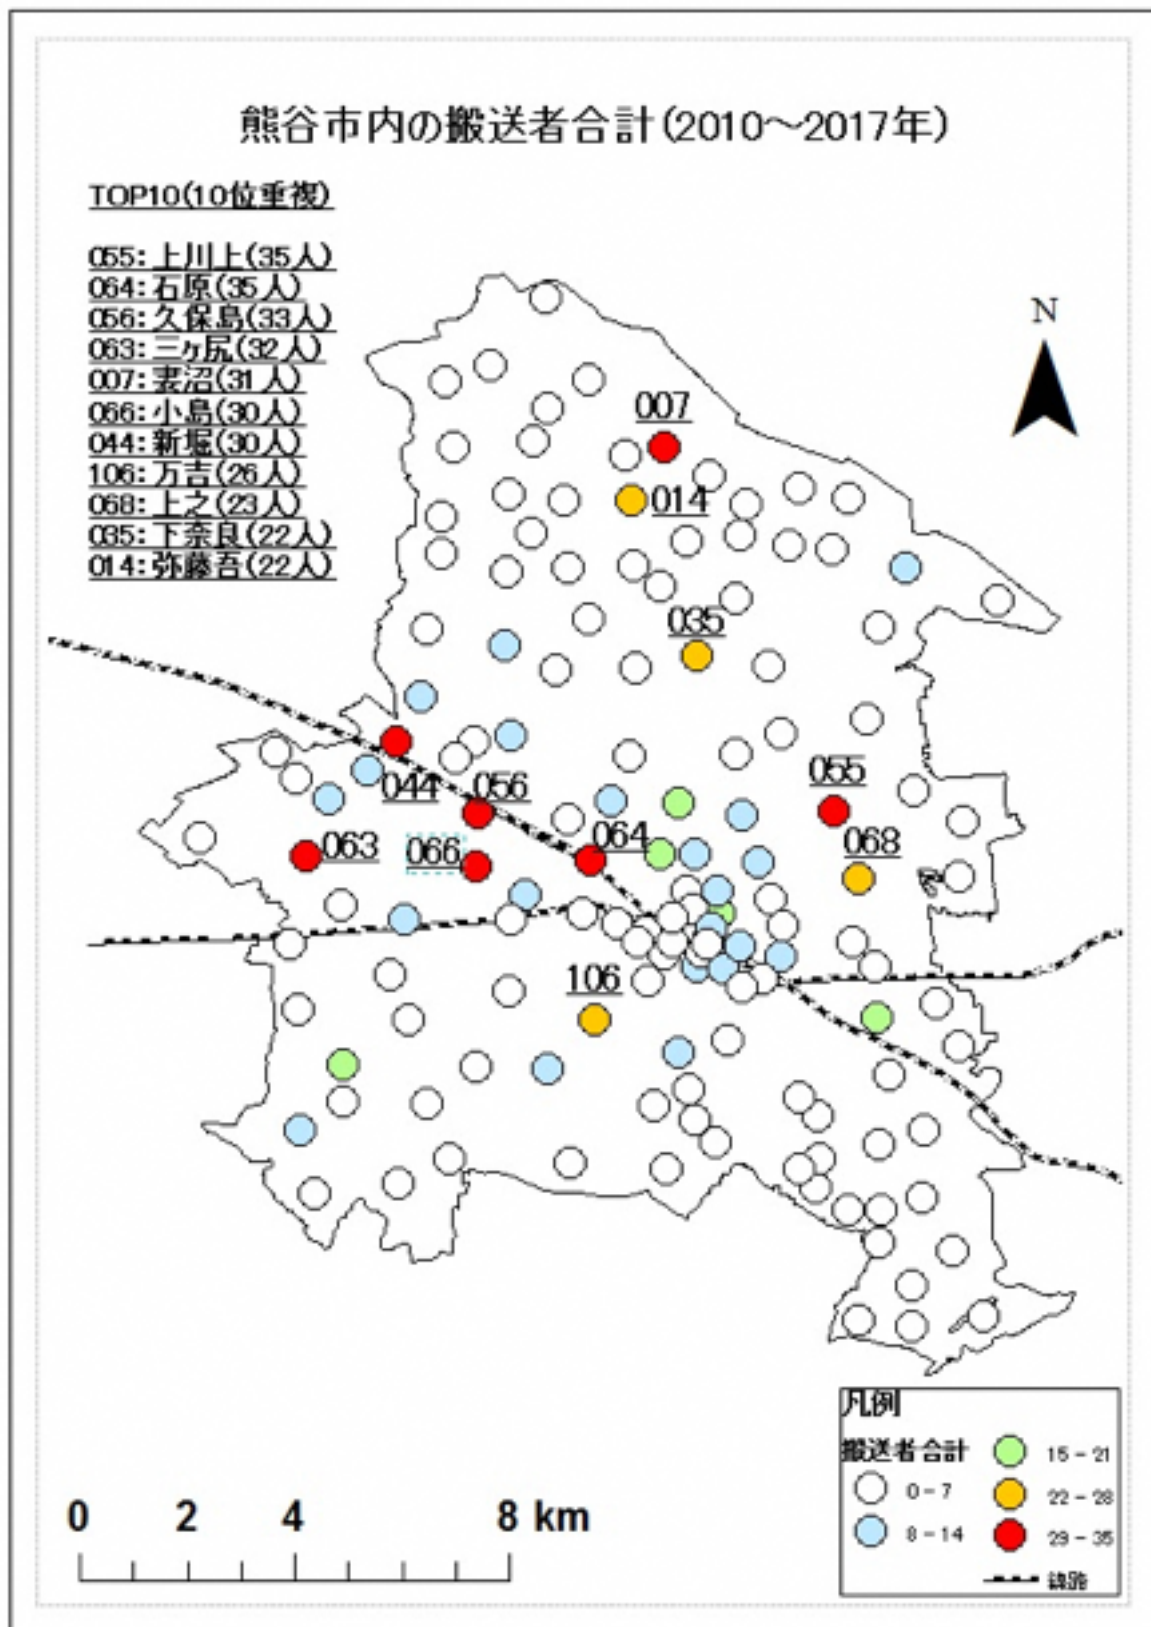 熊谷市内の搬送者合計(2010～2017年)
TOP10(10位重複)
055:上川上(35人)
064:石原(35人)
056:久保島(33人)
063:三ヶ尻(32人)
007:妻沼(31人)
066:小島(30人)
044:新堀(30人)
106:万吉(26人)
068:上之(23人)
035:下奈良(22人)
014:弥藤吾(22人)
N
007
014
035
055
044
056
064
063
066
068
106
凡例
搬送者合計
0-7
8-14
15-21
22-28
29-35
線路
0 2 4 8 km